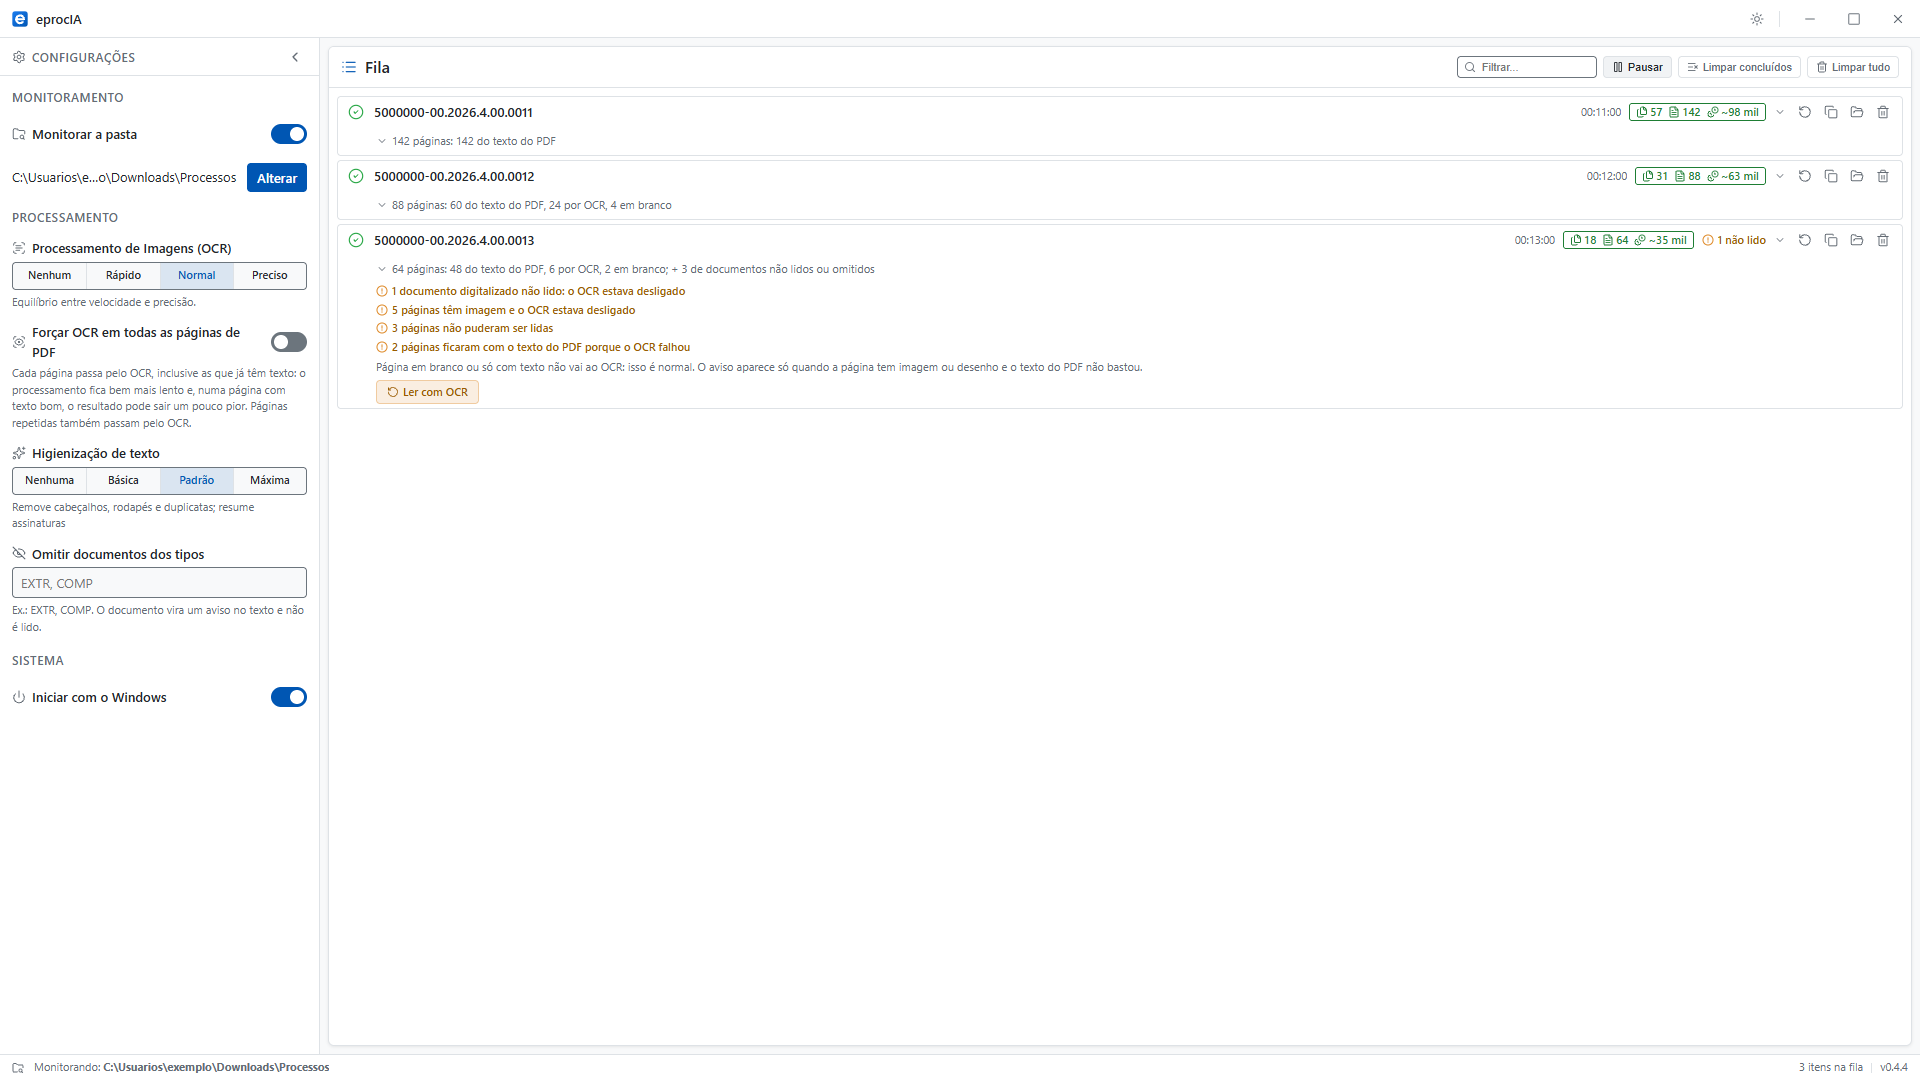 eprocIA
CONFIGURAÇÕES
MONITORAMENTO
Monitorar a pasta
C:\Usuarios\e...o\Downloads\Processos
Alterar
PROCESSAMENTO
Processamento de Imagens (OCR)
Nenhum Rápido Normal Preciso
Equilíbrio entre velocidade e precisão.
Forçar OCR em todas as páginas de
PDF
Cada página passa pelo OCR, inclusive as que já têm texto: o
processamento fica bem mais lento e, numa página com
texto bom, o resultado pode sair um pouco pior. Páginas
repetidas também passam pelo OCR.
Higienização de texto
Nenhuma Básica Padrão Máxima
Remove cabeçalhos, rodapés e duplicatas; resume
assinaturas
Omitir documentos dos tipos
EXTR, COMP
Ex.: EXTR, COMP. O documento vira um aviso no texto e não
é lido.
SISTEMA
Iniciar com o Windows
Fila
Filtrar...
Pausar
Limpar concluídos
Limpar tudo
5000000-00.2026.4.00.0011
00:11:00 57 142 ~98 mil
142 páginas: 142 do texto do PDF
5000000-00.2026.4.00.0012
00:12:00 31 88 ~63 mil
88 páginas: 60 do texto do PDF, 24 por OCR, 4 em branco
5000000-00.2026.4.00.0013
00:13:00 18 64 ~35 mil 1 não lido
64 páginas: 48 do texto do PDF, 6 por OCR, 2 em branco; + 3 de documentos não lidos ou omitidos
1 documento digitalizado não lido: o OCR estava desligado
5 páginas têm imagem e o OCR estava desligado
3 páginas não puderam ser lidas
2 páginas ficaram com o texto do PDF porque o OCR falhou
Página em branco ou só com texto não vai ao OCR: isso é normal. O aviso aparece só quando a página tem imagem ou desenho e o texto do PDF não bastou.
Ler com OCR
Monitorando: C:\Usuarios\exemplo\Downloads\Processos
3 itens na fila
v0.4.4